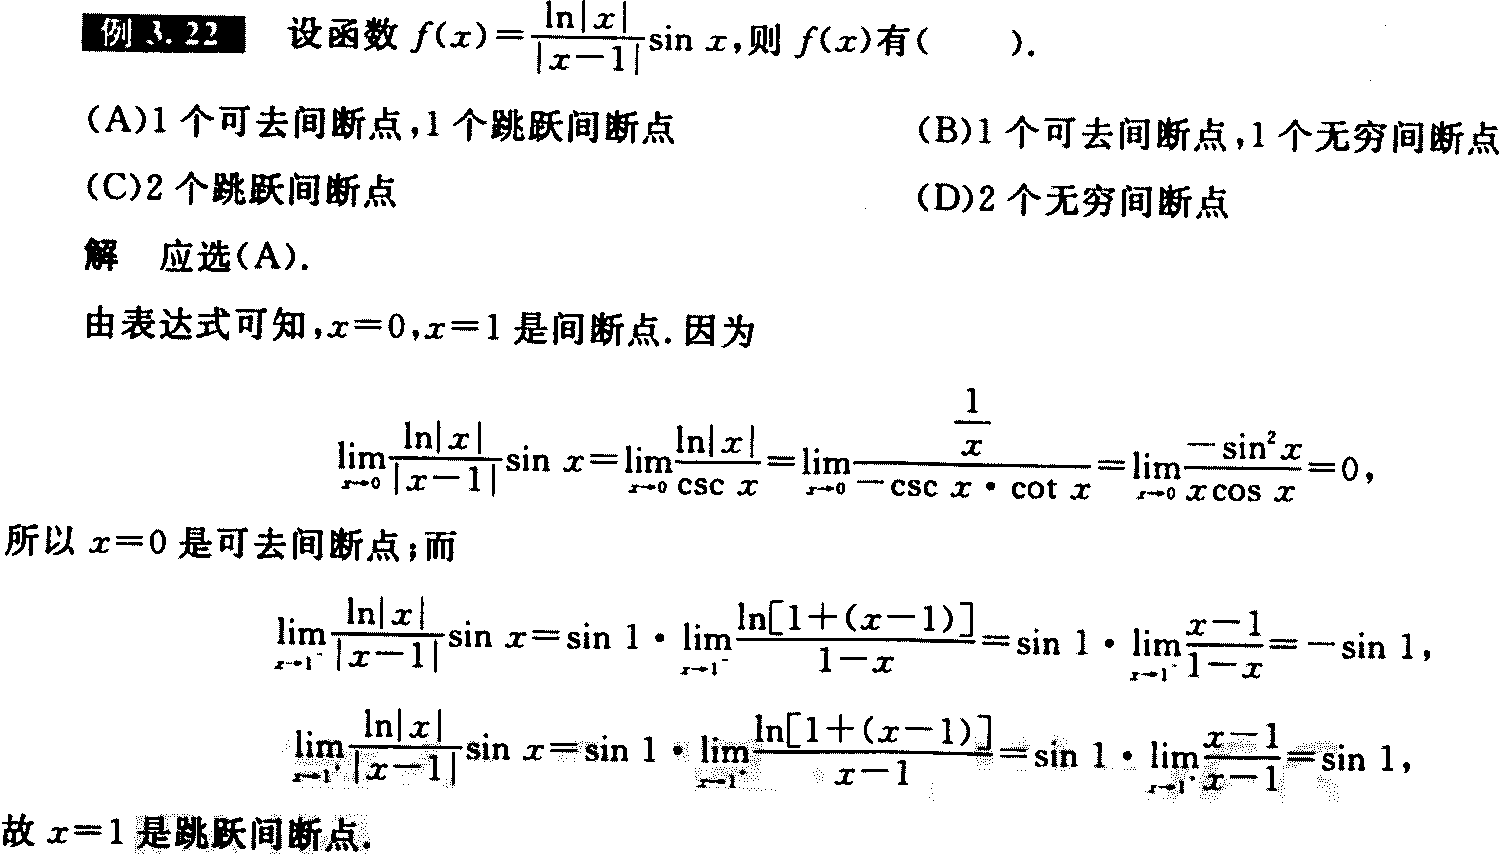 例 3.22 设函数 $f(x)=\frac{\ln|x|}{|x-1|}\sin x$,则 $f(x)$有( ).
(A)1 个可去间断点,1 个跳跃间断点 (B)1 个可去间断点,1 个无穷间断点
(C)2 个跳跃间断点 (D)2 个无穷间断点
解 应选(A).
由表达式可知,$x=0,x=1$ 是间断点.因为
$\lim_{x\to 0}\frac{\ln|x|}{|x-1|}\sin x=\lim_{x\to 0}\frac{\ln|x|}{\csc x}=\lim_{x\to 0}\frac{\frac{1}{x}}{-\csc x\cdot\cot x}=\lim_{x\to 0}\frac{-\sin^2 x}{x\cos x}=0,$
所以 $x=0$ 是可去间断点;而
$\lim_{x\to 1^-}\frac{\ln|x|}{|x-1|}\sin x=\sin 1\cdot\lim_{x\to 1^-}\frac{\ln[1+(x-1)]}{1-x}=\sin 1\cdot\lim_{x\to 1^-}\frac{x-1}{1-x}=-\sin 1,$
$\lim_{x\to 1^+}\frac{\ln|x|}{|x-1|}\sin x=\sin 1\cdot\lim_{x\to 1^+}\frac{\ln[1+(x-1)]}{x-1}=\sin 1\cdot\lim_{x\to 1^+}\frac{x-1}{x-1}=\sin 1,$
故 $x=1$ 是跳跃间断点.